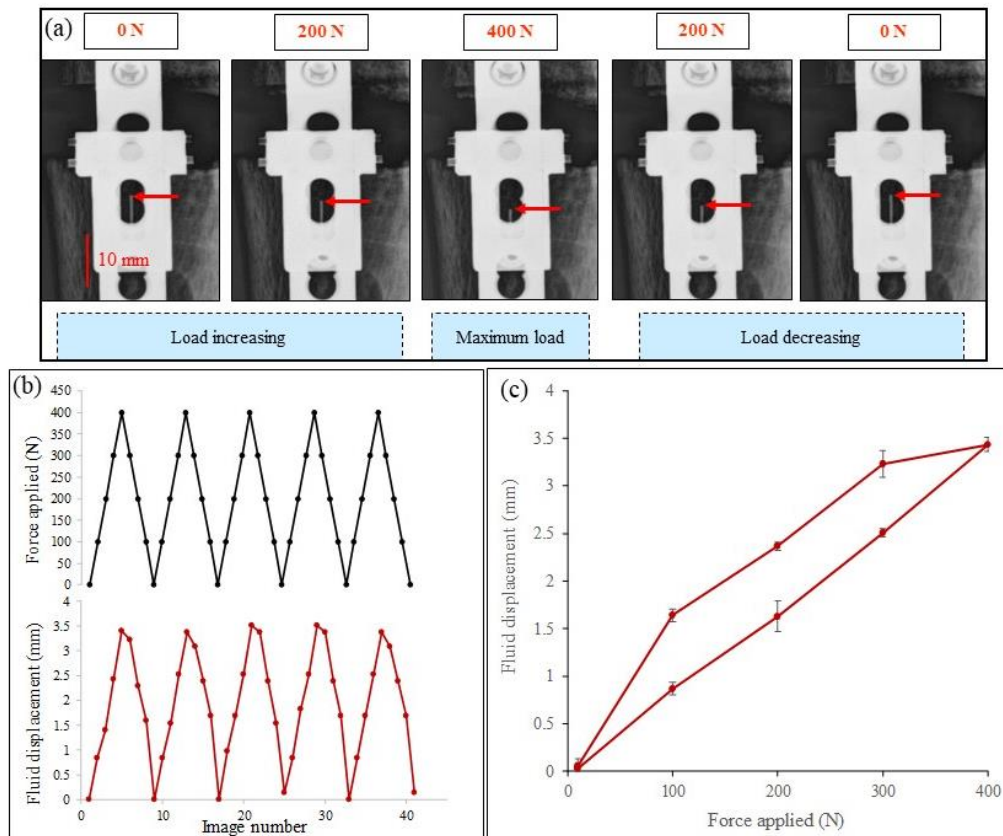 (a)
0 N
200 N
400 N
200 N
0 N
10 mm
Load increasing
Maximum load
Load decreasing
(b)
450
400
350
300
250
200
150
100
50
0
Force applied (N)
4
3.5
3
2.5
2
1.5
1
0.5
0
Fluid displacement (mm)
0
10
20
30
40
Image number
(c)
4
3.5
3
2.5
2
1.5
1
0.5
0
Fluid displacement (mm)
0
100
200
300
400
Force applied (N)